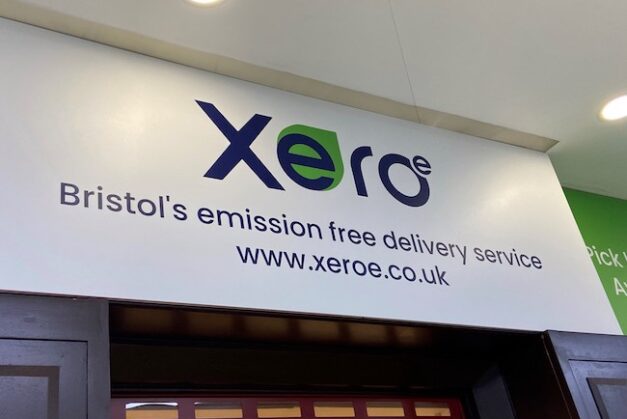 xeroe
Bristol's emission free delivery service
www.xeroe.co.uk
Pick